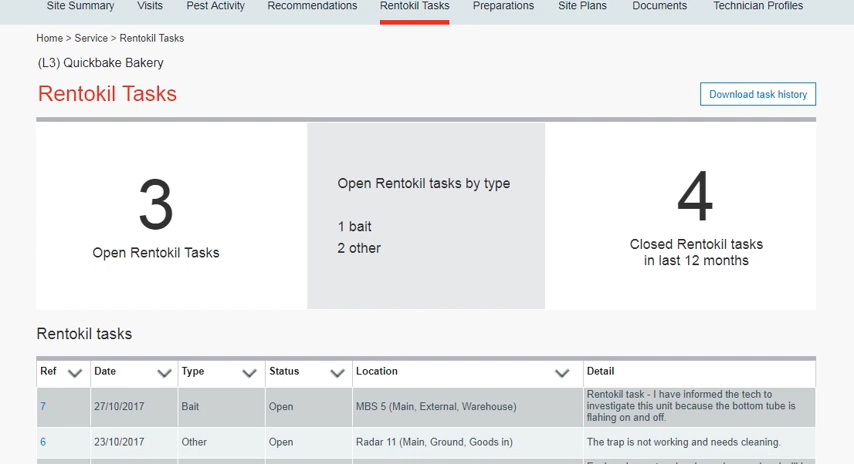 Site Summary Visits Pest Activity Recommendations Rentokil Tasks Preparations Site Plans Documents Technician Profiles
Home > Service > Rentokil Tasks
(L3) Quickbake Bakery
Rentokil Tasks
Download task history
3
Open Rentokil Tasks
Open Rentokil tasks by type
1 bait
2 other
4
Closed Rentokil tasks
in last 12 months
Rentokil tasks
Ref Date Type Status Location Detail
7 27/10/2017 Bait Open MBS 5 (Main, External, Warehouse)
Rentokil task - I have informed the tech to
investigate this unit because the bottom tube is
flahing on and off.
6 23/10/2017 Other Open Radar 11 (Main, Ground, Goods in) The trap is not working and needs cleaning.